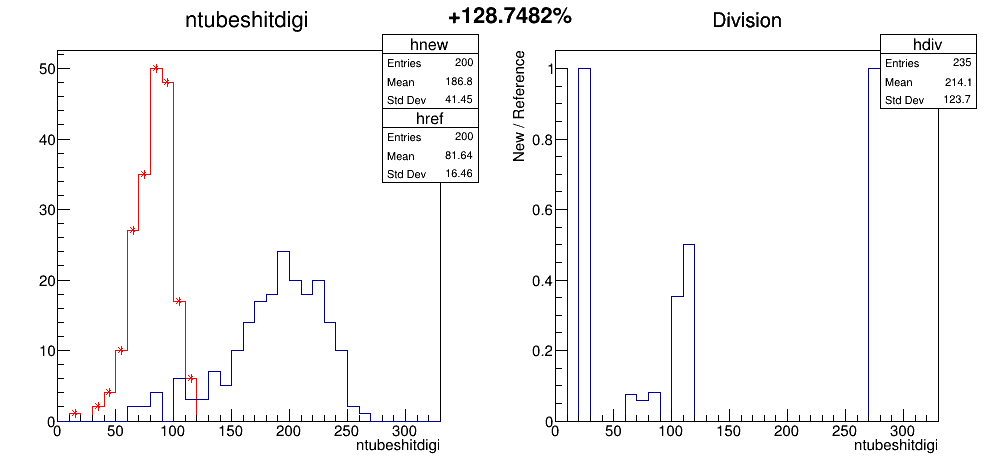 +128.7482%
ntubeshitdigi
hnew
Entries 200
Mean 186.8
Std Dev 41.45
href
Entries 200
Mean 81.64
Std Dev 16.46
50
40
30
20
10
0
0 50 100 150 200 250 300
ntubeshitdigi
Division
hdiv
Entries 235
Mean 214.1
Std Dev 123.7
New / Reference
1
0.8
0.6
0.4
0.2
0
0 50 100 150 200 250 300
ntubeshitdigi